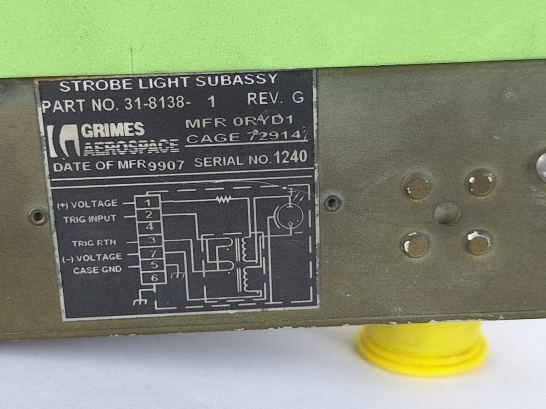 STROBE LIGHT SUBASSY
PART NO. 31-8138- 1 REV. G
GRIMES AEROSPACE
MFR 0RYD1
CAGE 72914
DATE OF MFR 9907 SERIAL NO. 1240
(+) VOLTAGE 1
TRIG INPUT 2
4
TRIG RTN 3
(-) VOLTAGE 7
CASE GND 5
6